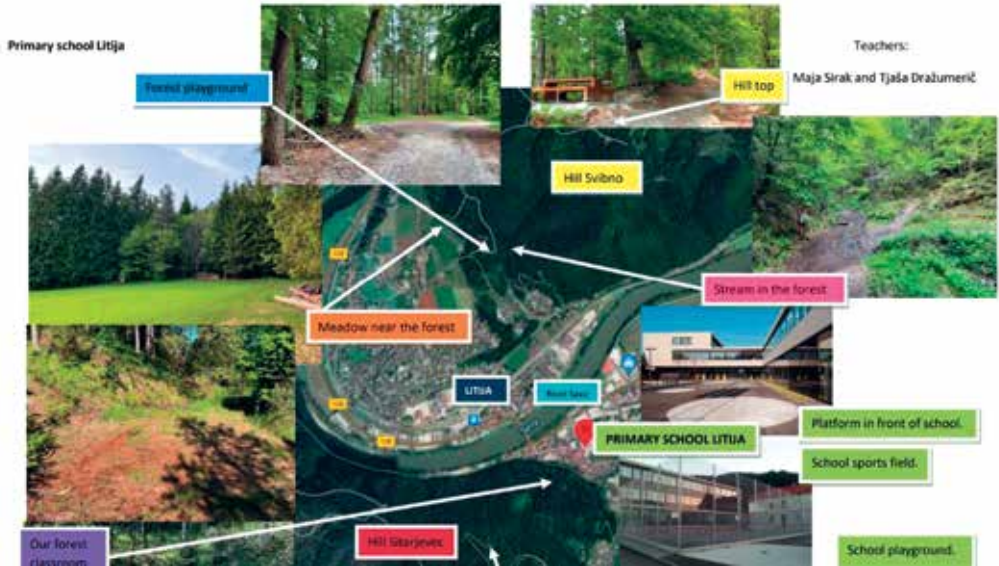 Primary school Litija
Teachers:
Maja Sirak and Tjaša Dražumerič
Forest playground
Hill top
Hill Svibno
Stream in the forest
Meadow near the forest
LITIJA
River Sava
PRIMARY SCHOOL LITIJA
Platform in front of school.
School sports field.
Our forest
classroom
Hill Sitarjevec
School playground.